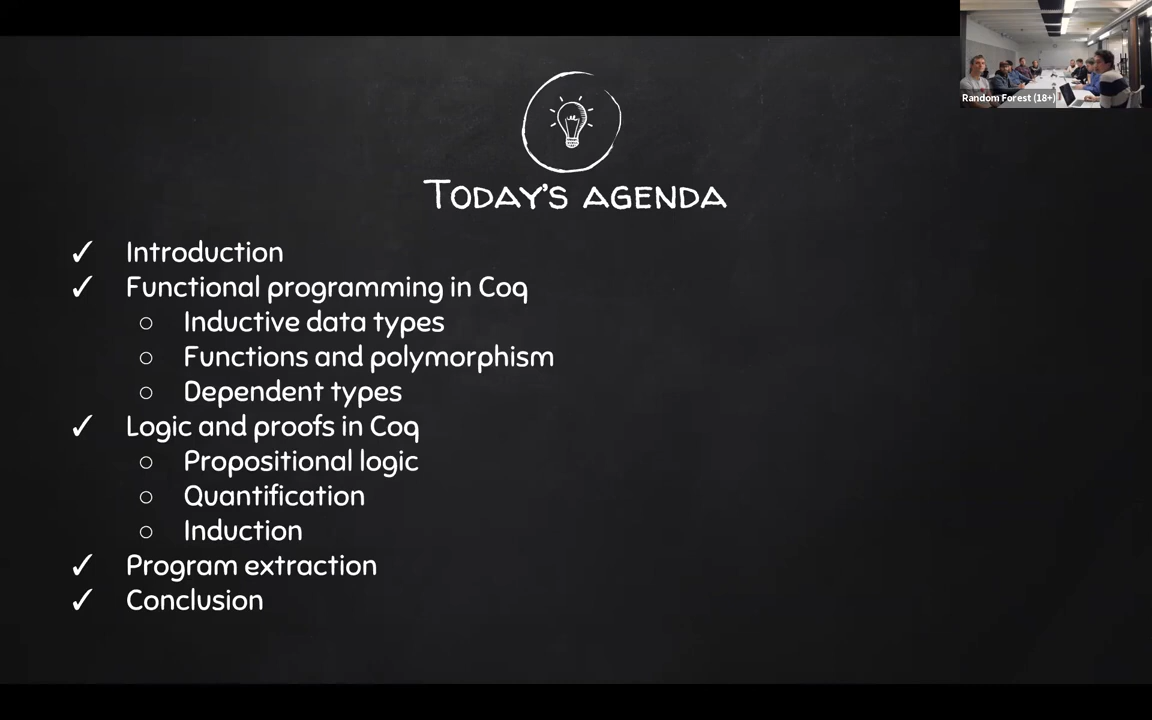 Random Forest (18+)
Today's agenda
✓ Introduction
✓ Functional programming in Coq
○ Inductive data types
○ Functions and polymorphism
○ Dependent types
✓ Logic and proofs in Coq
○ Propositional logic
○ Quantification
○ Induction
✓ Program extraction
✓ Conclusion